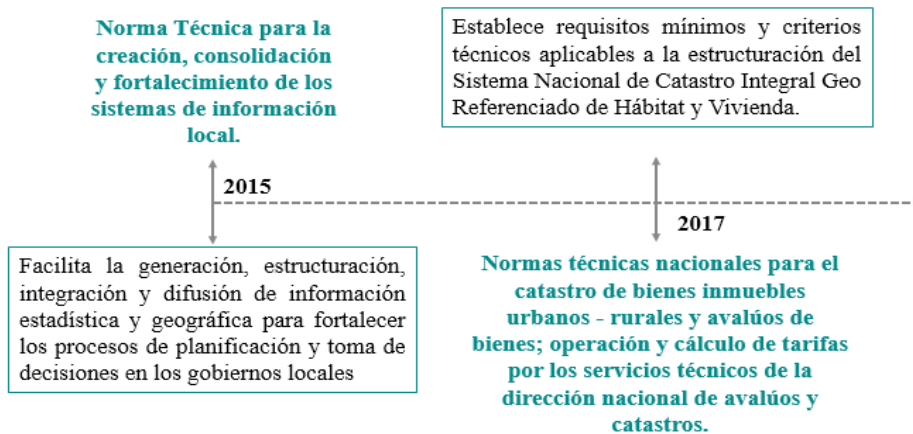 Norma Técnica para la
creación, consolidación
y fortalecimiento de los
sistemas de información
local.
2015
Facilita la generación, estructuración,
integración y difusión de información
estadística y geográfica para fortalecer
los procesos de planificación y toma de
decisiones en los gobiernos locales
Establece requisitos mínimos y criterios
técnicos aplicables a la estructuración del
Sistema Nacional de Catastro Integral Geo
Referenciado de Hábitat y Vivienda.
2017
Normas técnicas nacionales para el
catastro de bienes inmuebles
urbanos - rurales y avalúos de
bienes; operación y cálculo de tarifas
por los servicios técnicos de la
dirección nacional de avalúos y
catastros.